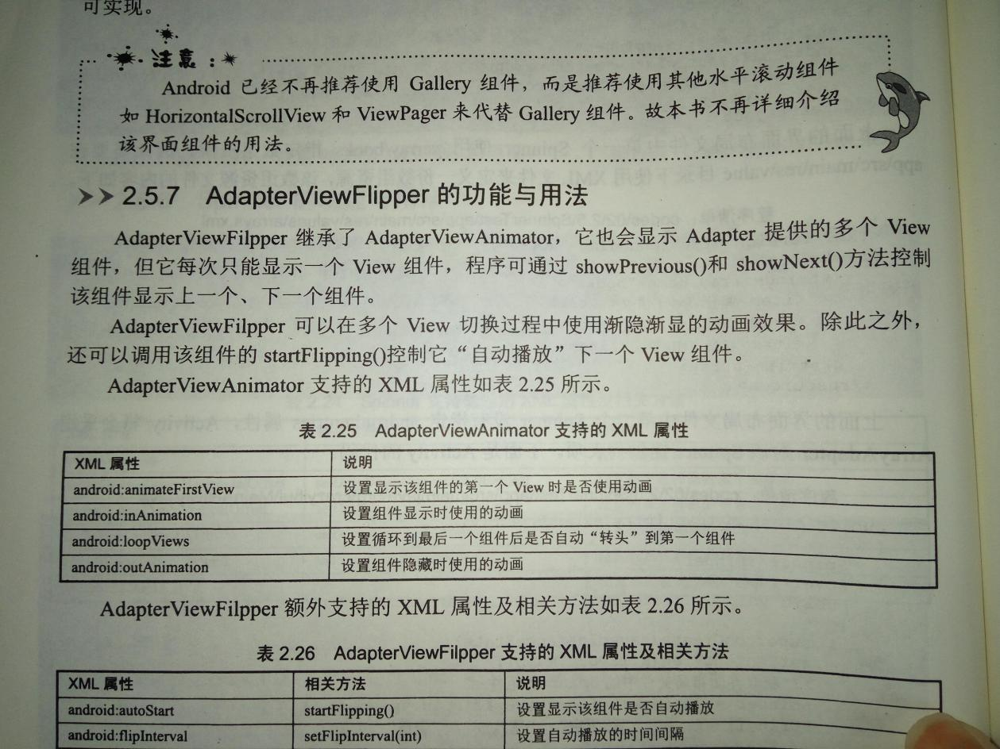 可实现。
注意：
Android 已经不再推荐使用 Gallery 组件，而是推荐使用其他水平滚动组件
如 HorizontalScrollView 和 ViewPager 来代替 Gallery 组件。故本书不再详细介绍
该界面组件的用法。
2.5.7 AdapterViewFlipper 的功能与用法
AdapterViewFilpper 继承了 AdapterViewAnimator，它也会显示 Adapter 提供的多个 View
组件，但它每次只能显示一个 View 组件，程序可通过 showPrevious()和 showNext()方法控制
该组件显示上一个、下一个组件。
AdapterViewFilpper 可以在多个 View 切换过程中使用渐隐渐显的动画效果。除此之外，
还可以调用该组件的 startFlipping()控制它“自动播放”下一个 View 组件。
AdapterViewAnimator 支持的 XML 属性如表 2.25 所示。
表 2.25 AdapterViewAnimator 支持的 XML 属性
XML 属性 说明
android:animateFirstView 设置显示该组件的第一个 View 时是否使用动画
android:inAnimation 设置组件显示时使用的动画
android:loopViews 设置循环到最后一个组件后是否自动“转头”到第一个组件
android:outAnimation 设置组件隐藏时使用的动画
AdapterViewFilpper 额外支持的 XML 属性及相关方法如表 2.26 所示。
表 2.26 AdapterViewFilpper 支持的 XML 属性及相关方法
XML 属性 相关方法 说明
android:autoStart startFlipping() 设置显示该组件是否自动播放
android:flipInterval setFlipInterval(int) 设置自动播放的时间间隔